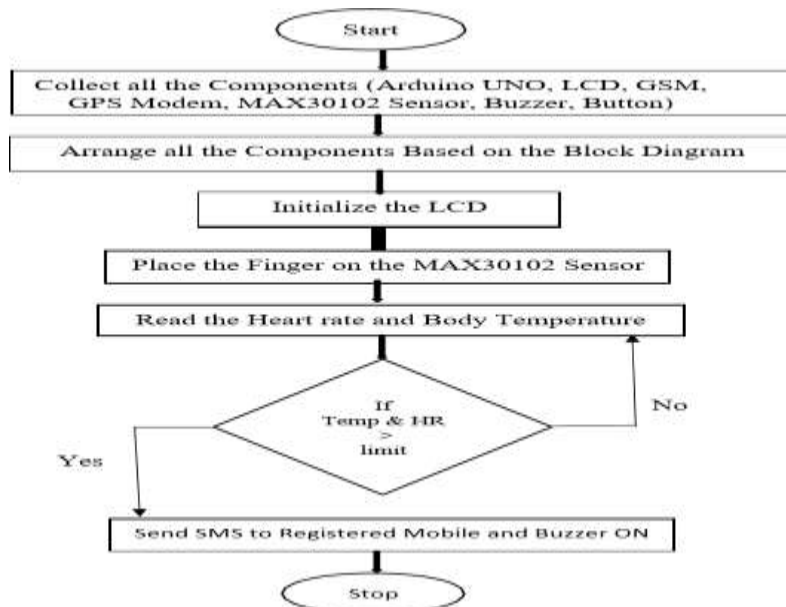 Start
Collect all the Components (Arduino UNO, LCD, GSM,
GPS Modem, MAX30102 Sensor, Buzzer, Button)
Arrange all the Components Based on the Block Diagram
Initialize the LCD
Place the Finger on the MAX30102 Sensor
Read the Heart rate and Body Temperature
If
Temp & HR
>
limit
No
Yes
Send SMS to Registered Mobile and Buzzer ON
Stop